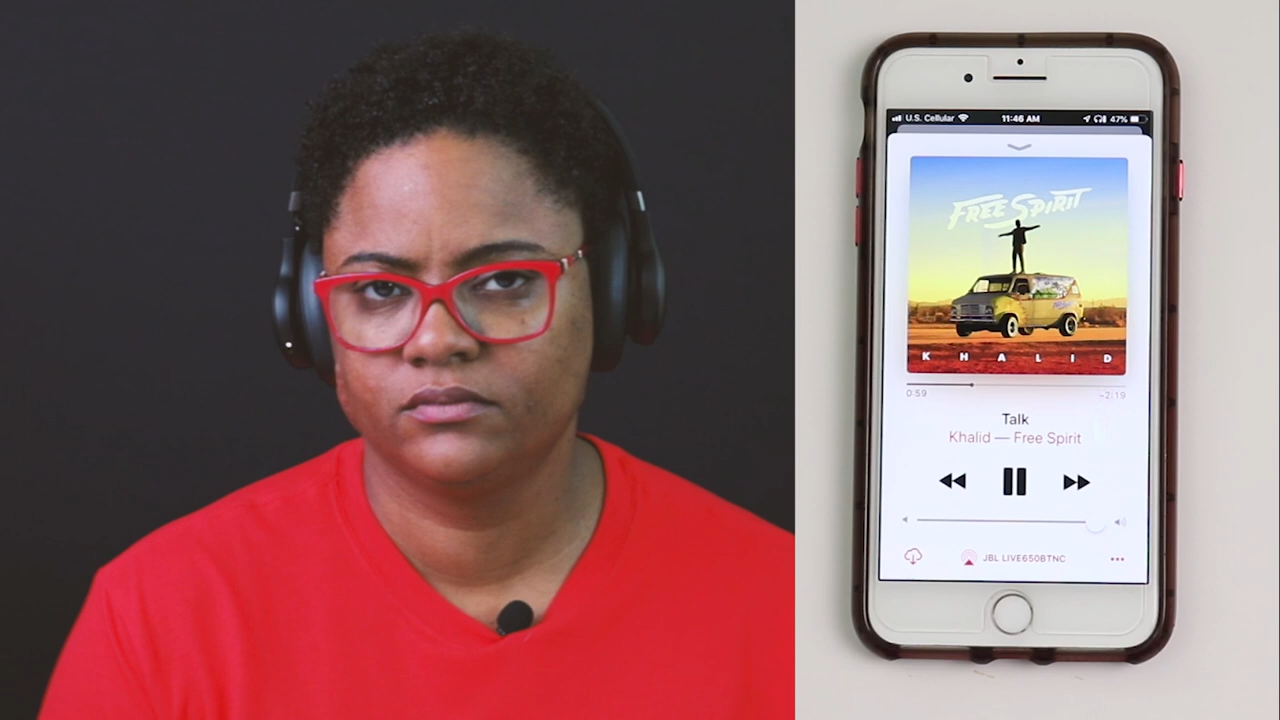 U.S. Cellular 11:46 AM 47%
FREE SPIRIT
KHALID
0:59 -2:19
Talk
Khalid — Free Spirit
JBL LIVE650BTNC